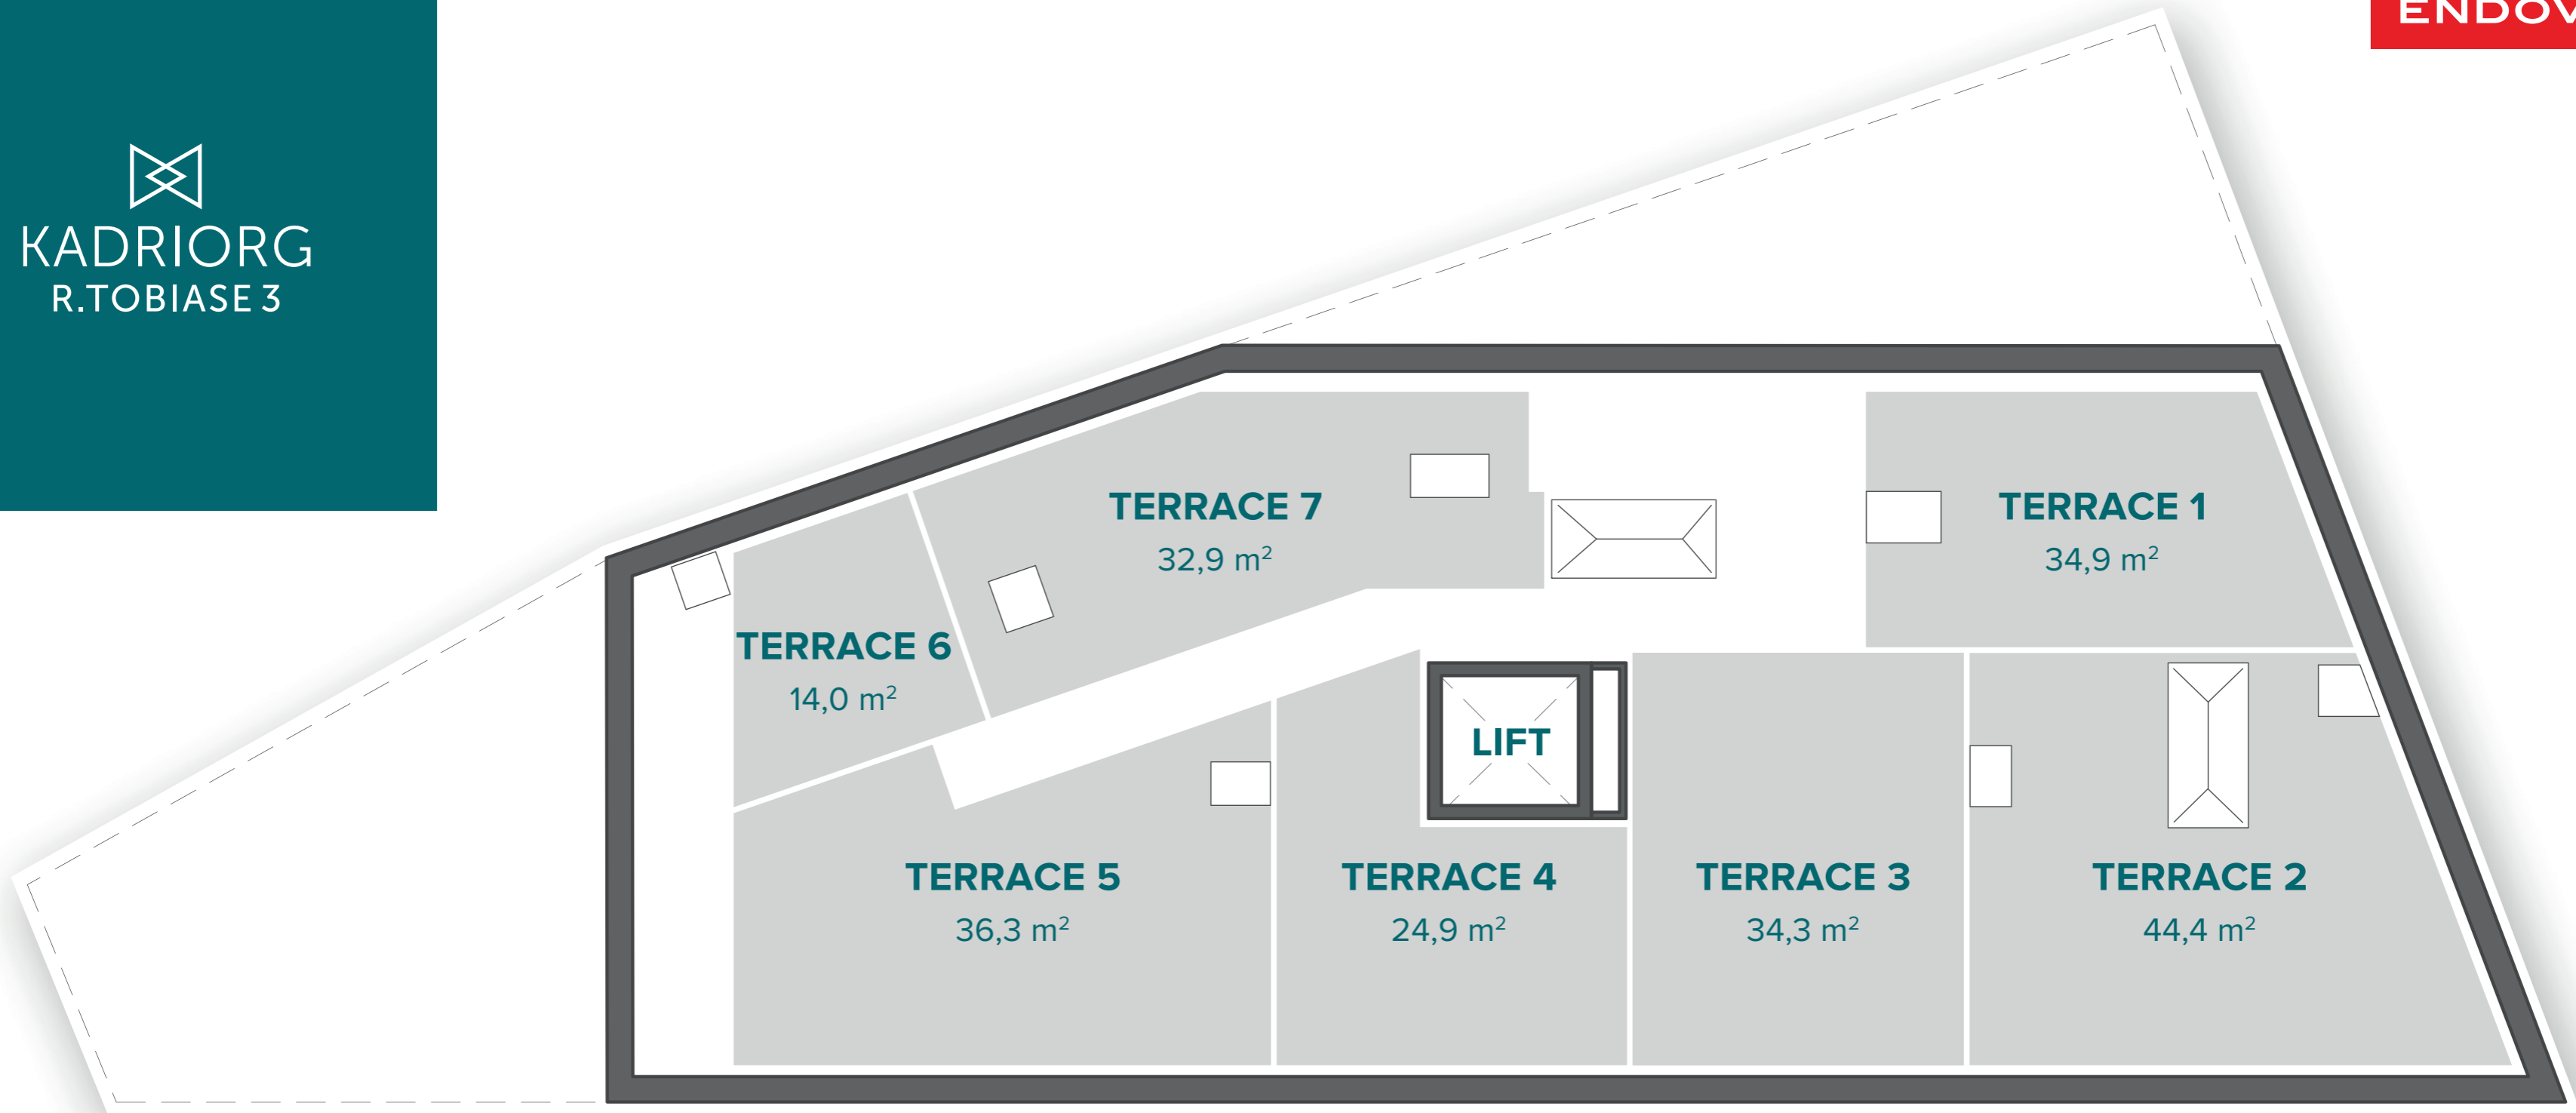 KADRIORG
R.TOBIASE 3
TERRACE 7
32,9 m²
TERRACE 1
34,9 m²
TERRACE 6
14,0 m²
LIFT
TERRACE 5
36,3 m²
TERRACE 4
24,9 m²
TERRACE 3
34,3 m²
TERRACE 2
44,4 m²